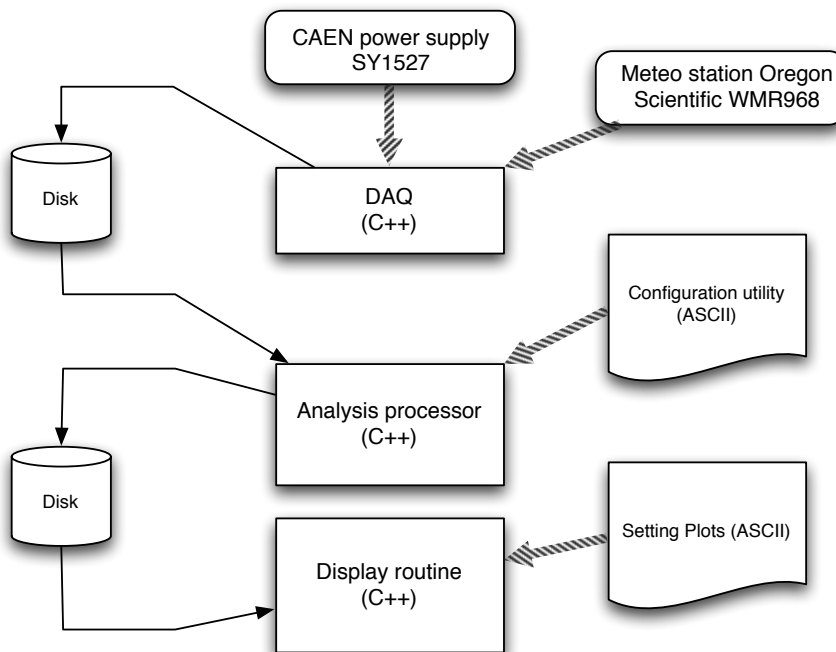 CAEN power supply
SY1527
Meteo station Oregon
Scientific WMR968
Disk
DAQ
(C++)
Configuration utility
(ASCII)
Analysis processor
(C++)
Disk
Setting Plots (ASCII)
Display routine
(C++)